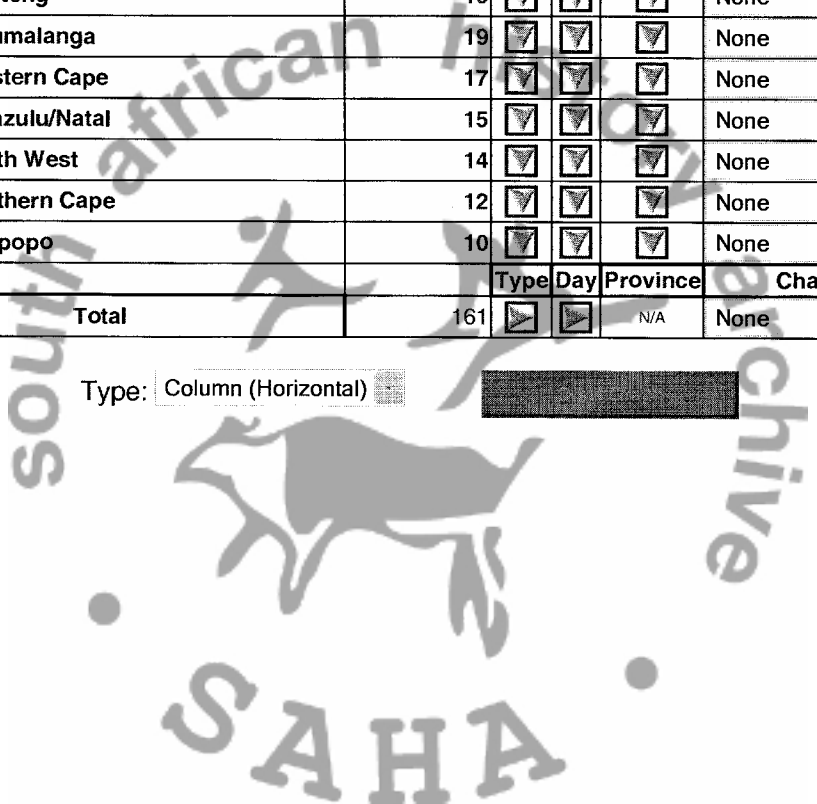 malanga 19 None
stern Cape 17 None
azulu/Natal 15 None
th West 14 None
thern Cape 12 None
popo 10 None
Type Day Province Cha
Total 161 N/A None
Type: Column (Horizontal)
south african history archive
SAHA